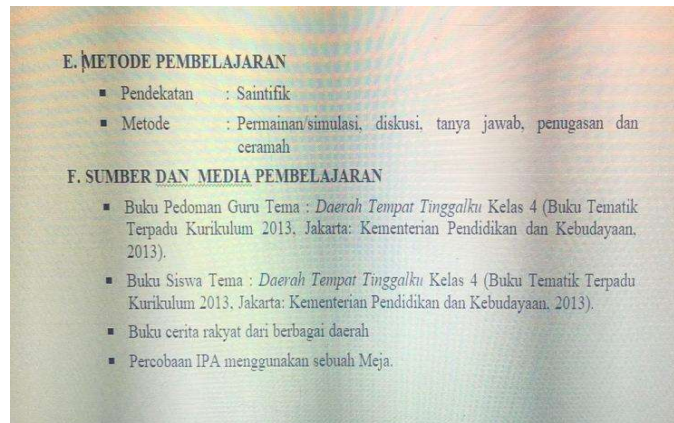 E. METODE PEMBELAJARAN
▪ Pendekatan : Saintifik
▪ Metode : Permainan/simulasi, diskusi, tanya jawab, penugasan dan
ceramah
F. SUMBER DAN MEDIA PEMBELAJARAN
▪ Buku Pedoman Guru Tema : Daerah Tempat Tinggalku Kelas 4 (Buku Tematik
Terpadu Kurikulum 2013, Jakarta: Kementerian Pendidikan dan Kebudayaan,
2013).
▪ Buku Siswa Tema : Daerah Tempat Tinggalku Kelas 4 (Buku Tematik Terpadu
Kurikulum 2013, Jakarta: Kementerian Pendidikan dan Kebudayaan, 2013).
▪ Buku cerita rakyat dari berbagai daerah
▪ Percobaan IPA menggunakan sebuah Meja.